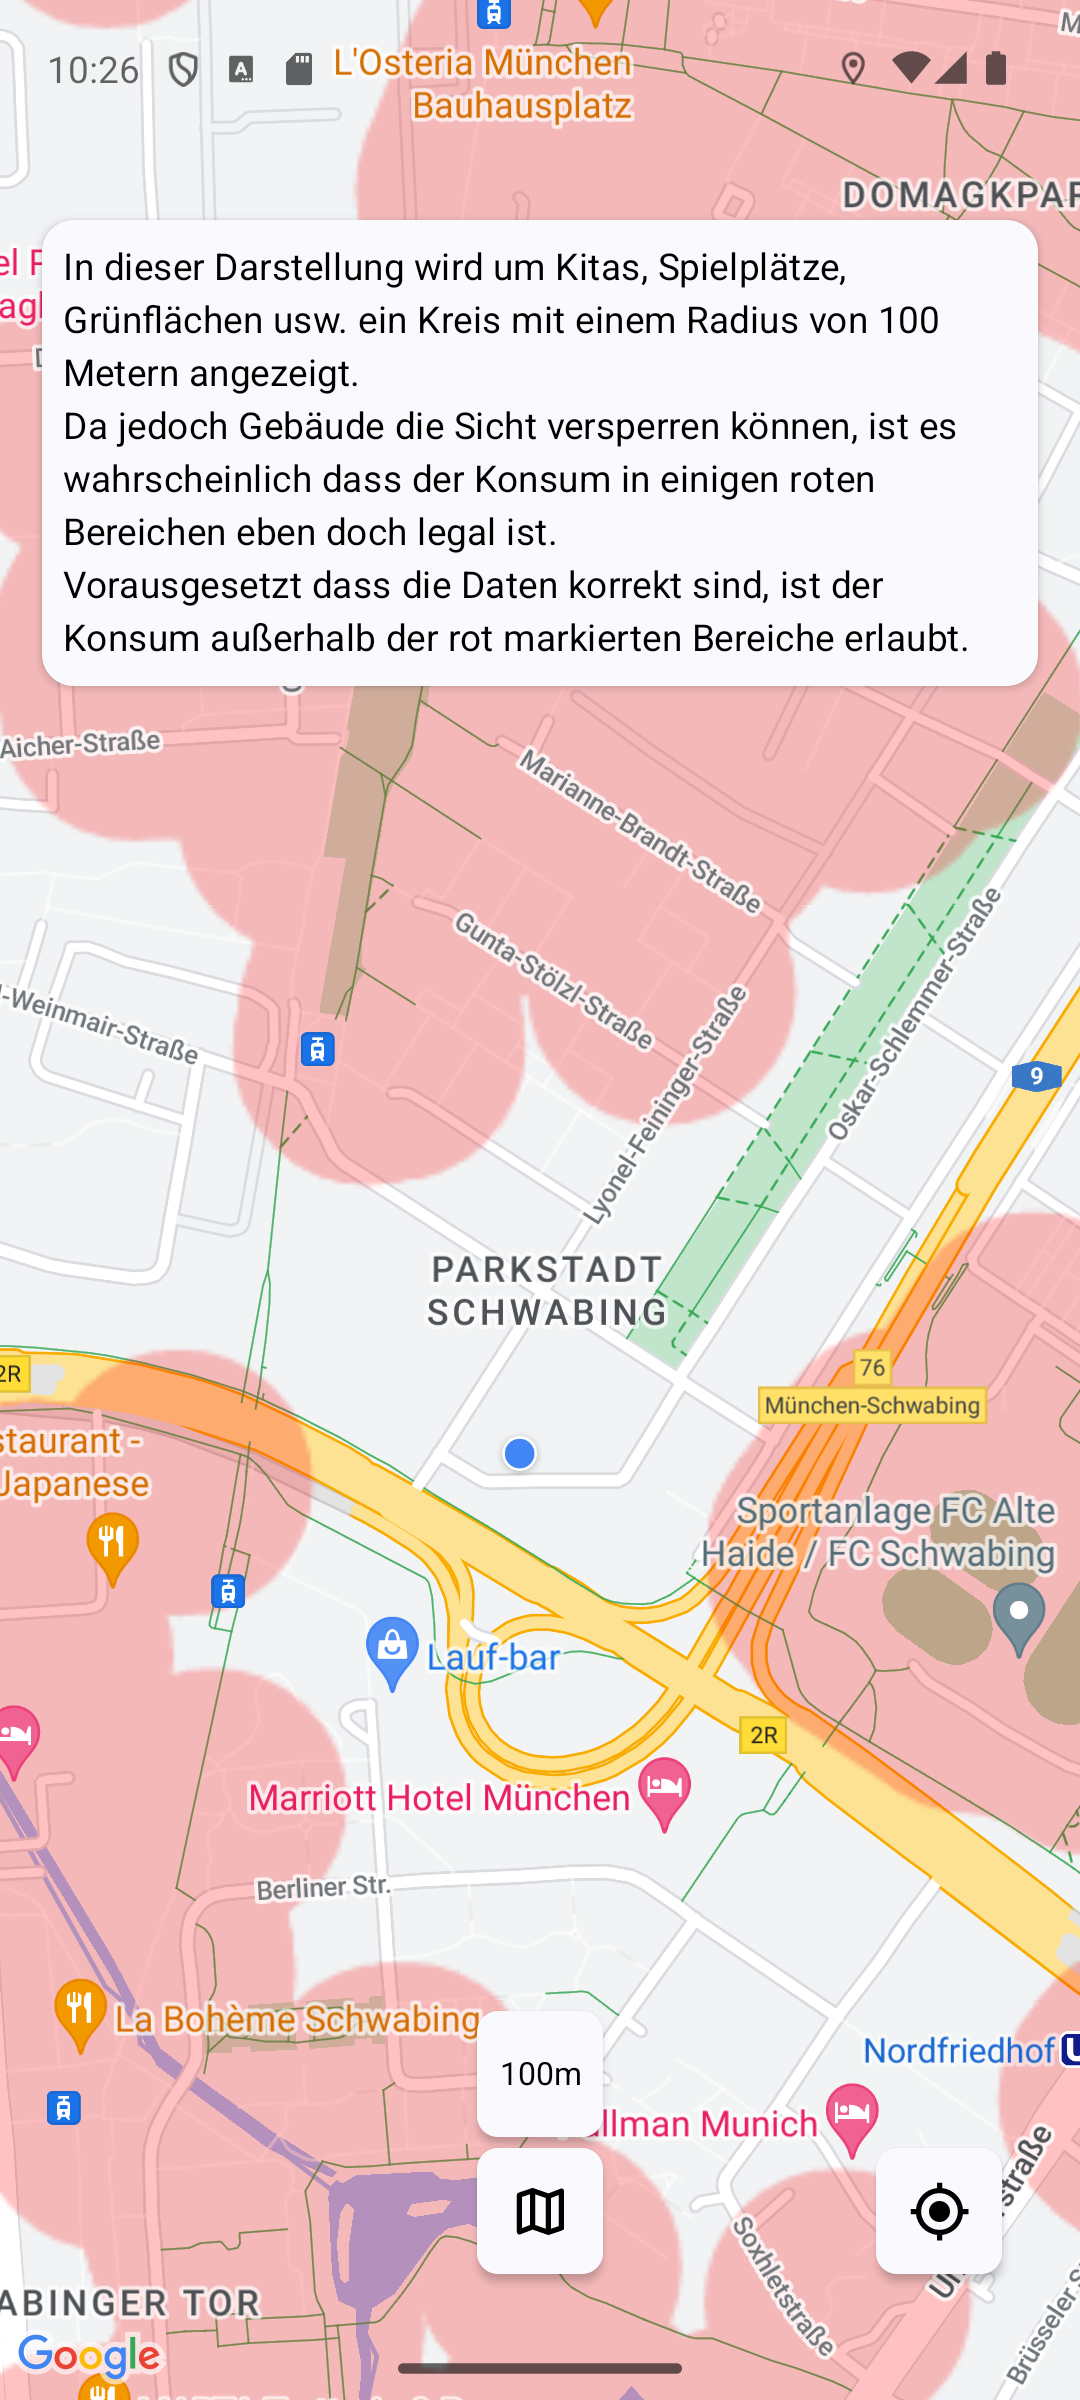 10:26
L'Osteria München
Bauhausplatz
DOMAGKPAR
In dieser Darstellung wird um Kitas, Spielplätze,
Grünflächen usw. ein Kreis mit einem Radius von 100
Metern angezeigt.
Da jedoch Gebäude die Sicht versperren können, ist es
wahrscheinlich dass der Konsum in einigen roten
Bereichen eben doch legal ist.
Vorausgesetzt dass die Daten korrekt sind, ist der
Konsum außerhalb der rot markierten Bereiche erlaubt.
Aicher-Straße
Marianne-Brandt-Straße
Gunta-Stölzl-Straße
-Weinmair-Straße
Oskar-Schlemmer-Straße
Lyonel-Feininger-Straße
9
PARKSTADT
SCHWABING
2R
76
München-Schwabing
staurant -
Japanese
Sportanlage FC Alte
Haide / FC Schwabing
Lauf-bar
2R
Marriott Hotel München
Berliner Str.
La Bohème Schwabing
Nordfriedhof
100m
llman Munich
straße
Soxhletstraße
Brüsseler-S
ABINGER TOR
Google